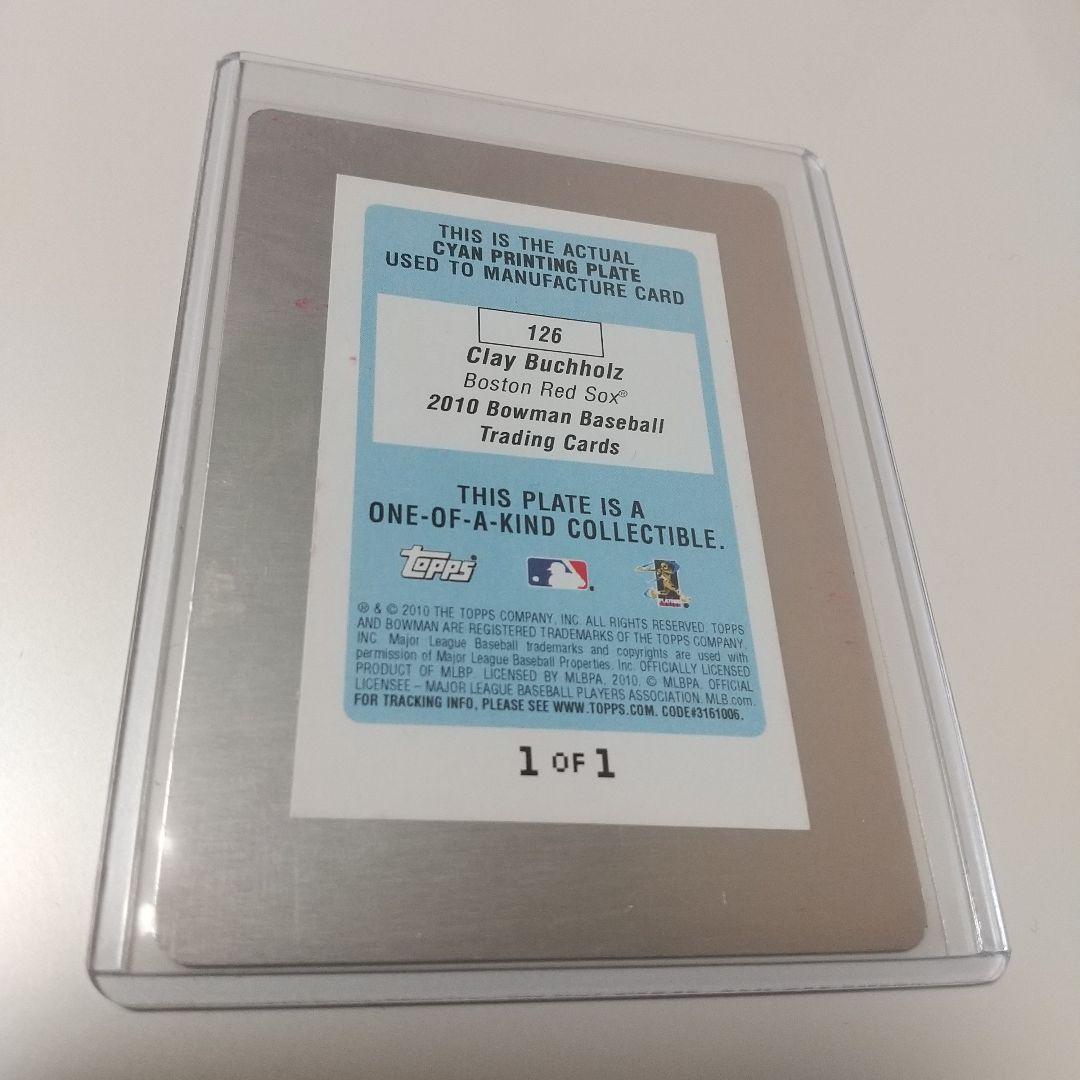 THIS IS THE ACTUAL
CYAN PRINTING PLATE
USED TO MANUFACTURE CARD
126
Clay Buchholz
Boston Red Sox®
2010 Bowman Baseball
Trading Cards
THIS PLATE IS A
ONE-OF-A-KIND COLLECTIBLE.
topps
® & © 2010 THE TOPPS COMPANY, INC. ALL RIGHTS RESERVED. TOPPS
AND BOWMAN ARE REGISTERED TRADEMARKS OF THE TOPPS COMPANY,
INC. Major League Baseball trademarks and copyrights are used with
permission of Major League Baseball Properties, Inc. OFFICIALLY LICENSED
PRODUCT OF MLBP. LICENSED BY MLBPA, 2010. © MLBPA. OFFICIAL
LICENSEE – MAJOR LEAGUE BASEBALL PLAYERS ASSOCIATION. MLB.com.
FOR TRACKING INFO, PLEASE SEE WWW.TOPPS.COM. CODE#3161006.
1 OF 1